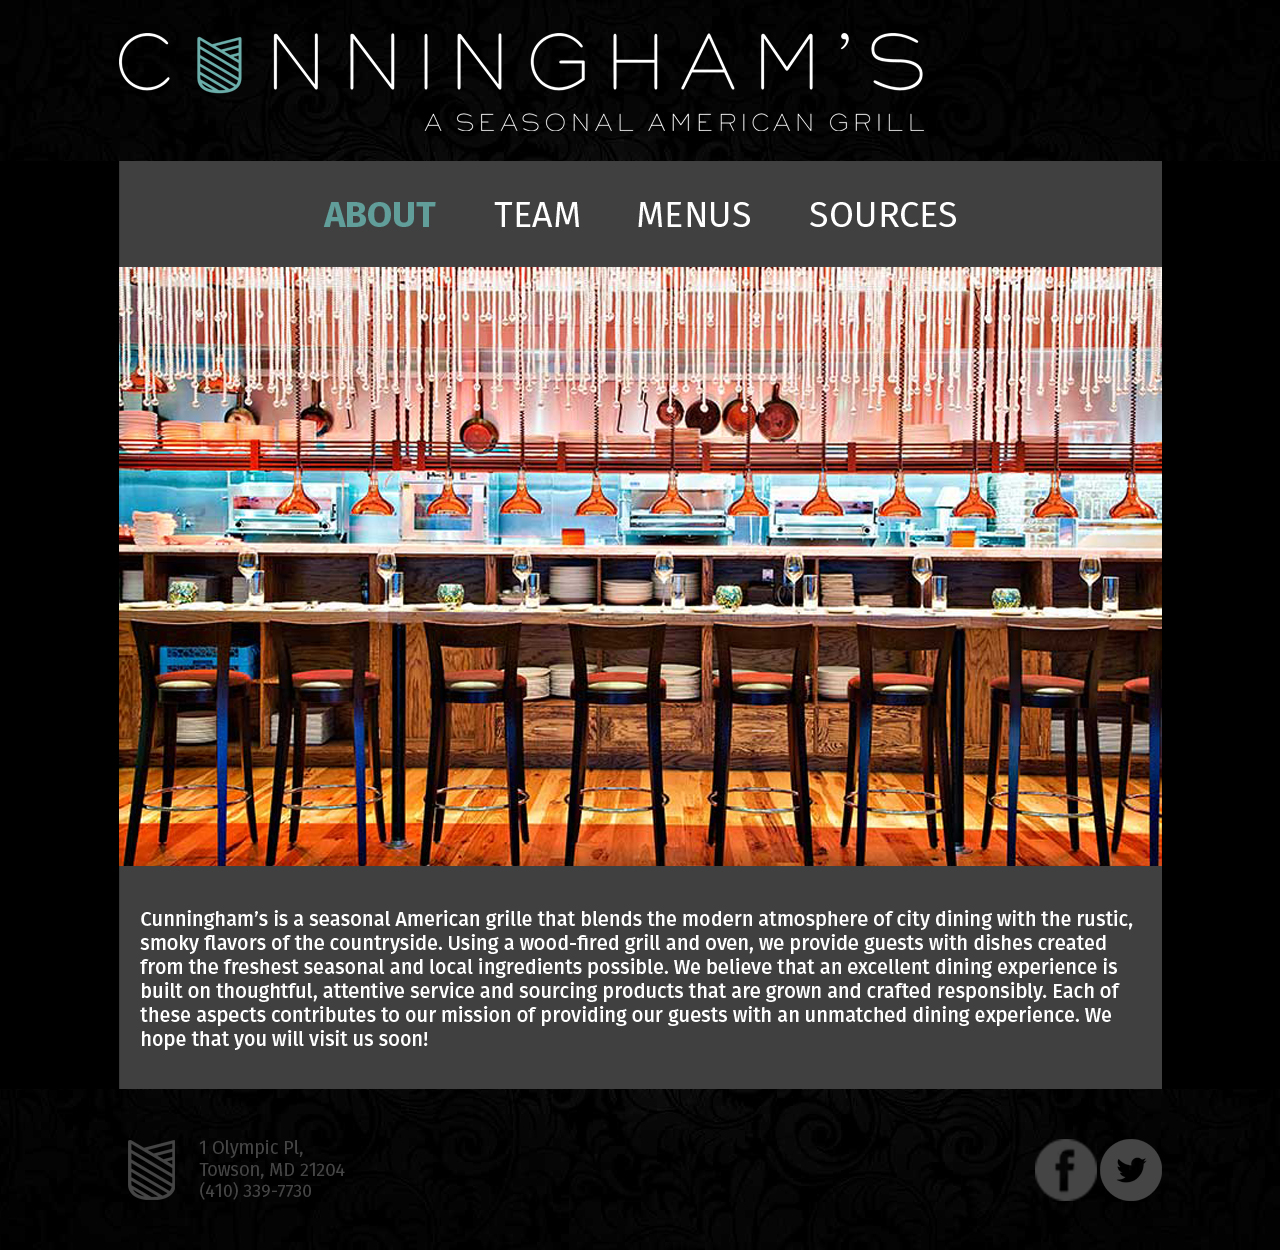 CUNNINGHAM’S
A SEASONAL AMERICAN GRILL
ABOUT TEAM MENUS SOURCES
Cunningham’s is a seasonal American grille that blends the modern atmosphere of city dining with the rustic,
smoky flavors of the countryside. Using a wood-fired grill and oven, we provide guests with dishes created
from the freshest seasonal and local ingredients possible. We believe that an excellent dining experience is
built on thoughtful, attentive service and sourcing products that are grown and crafted responsibly. Each of
these aspects contributes to our mission of providing our guests with an unmatched dining experience. We
hope that you will visit us soon!
1 Olympic Pl,
Towson, MD 21204
(410) 339-7730